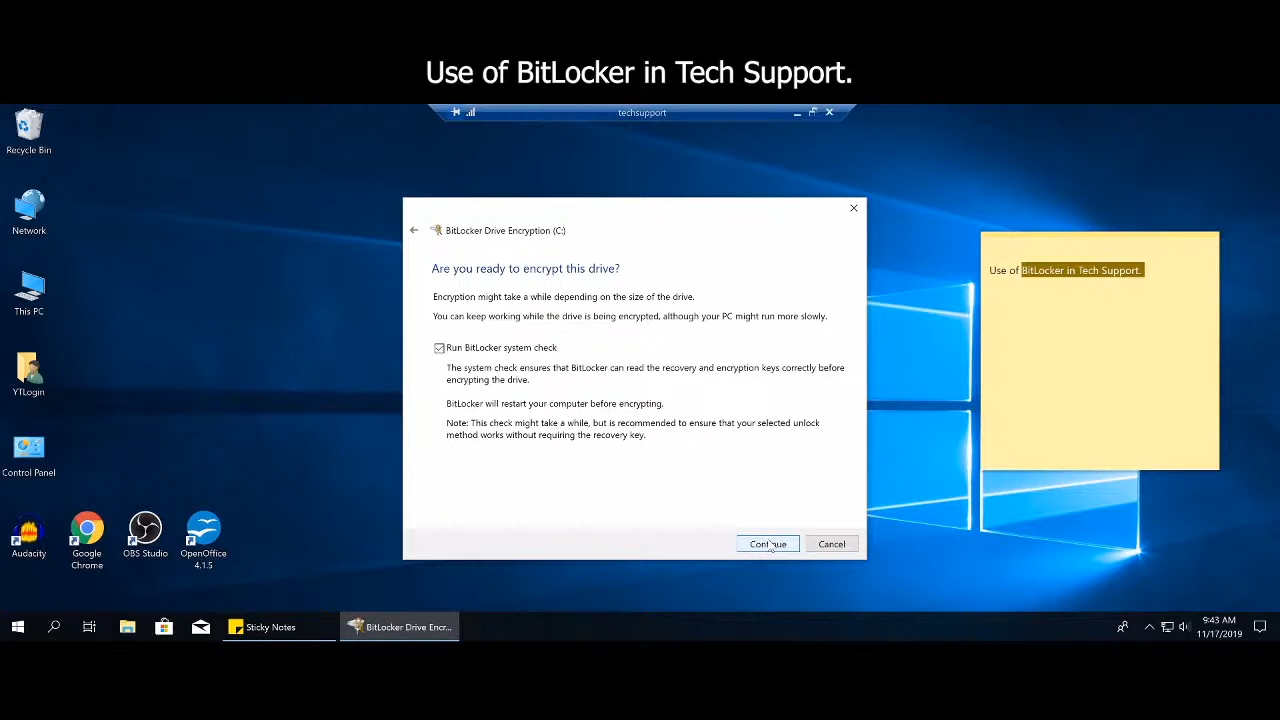 Use of BitLocker in Tech Support.
techsupport
Recycle Bin
Network
This PC
YTLogin
Control Panel
Audacity
Google
Chrome
OBS Studio
OpenOffice
4.1.5
BitLocker Drive Encryption (C:)
Are you ready to encrypt this drive?
Encryption might take a while depending on the size of the drive.
You can keep working while the drive is being encrypted, although your PC might run more slowly.
Run BitLocker system check
The system check ensures that BitLocker can read the recovery and encryption keys correctly before
encrypting the drive.
BitLocker will restart your computer before encrypting.
Note: This check might take a while, but is recommended to ensure that your selected unlock
method works without requiring the recovery key.
Continue
Cancel
Use of BitLocker in Tech Support.
Sticky Notes
BitLocker Drive Encr...
9:43 AM
11/17/2019